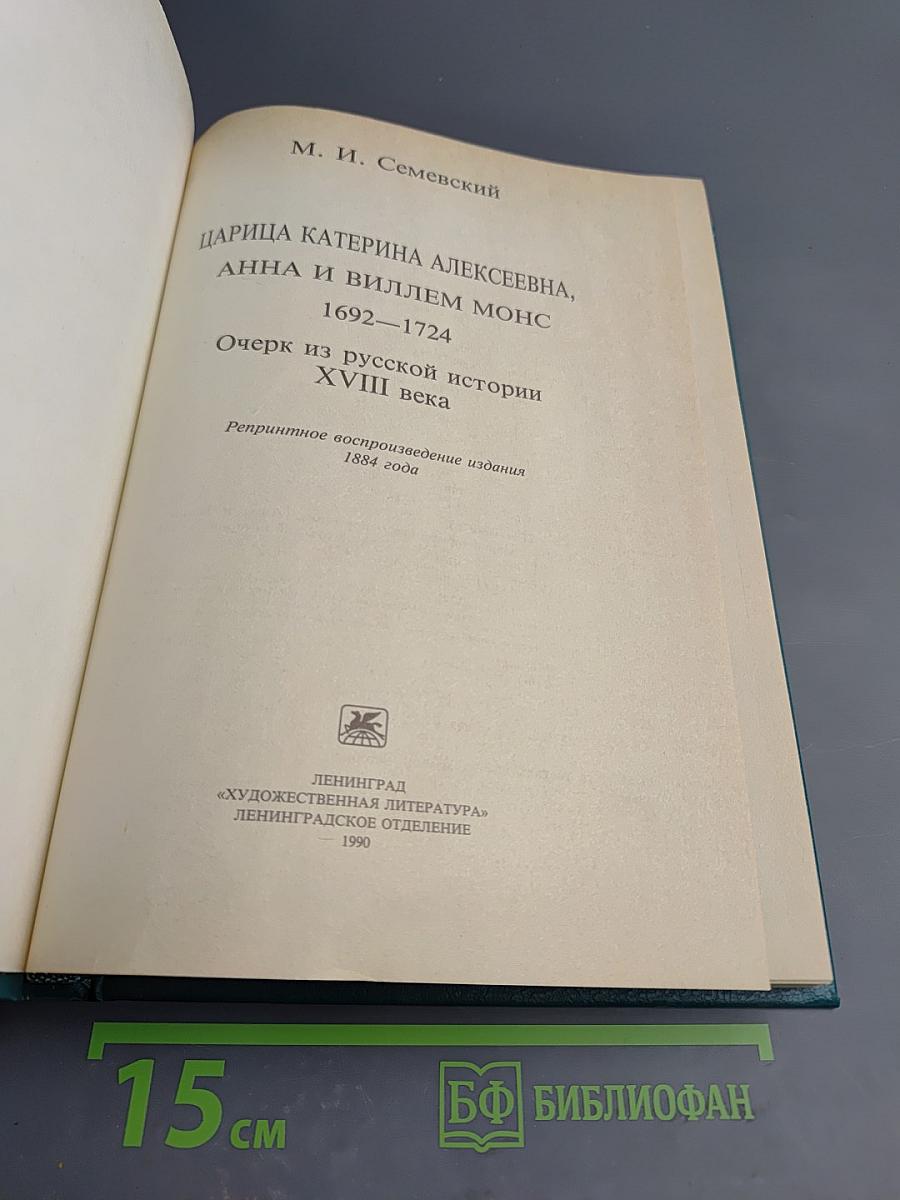 М. И. Семевский
ЦАРИЦА КАТЕРИНА АЛЕКСЕЕВНА,
АННА И ВИЛЛЕМ МОНС
1692—1724
Очерк из русской истории
XVIII века
Репринтное воспроизведение издания
1884 года
ЛЕНИНГРАД
«ХУДОЖЕСТВЕННАЯ ЛИТЕРАТУРА»
ЛЕНИНГРАДСКОЕ ОТДЕЛЕНИЕ
1990
15 см
БФ БИБЛИОФАН